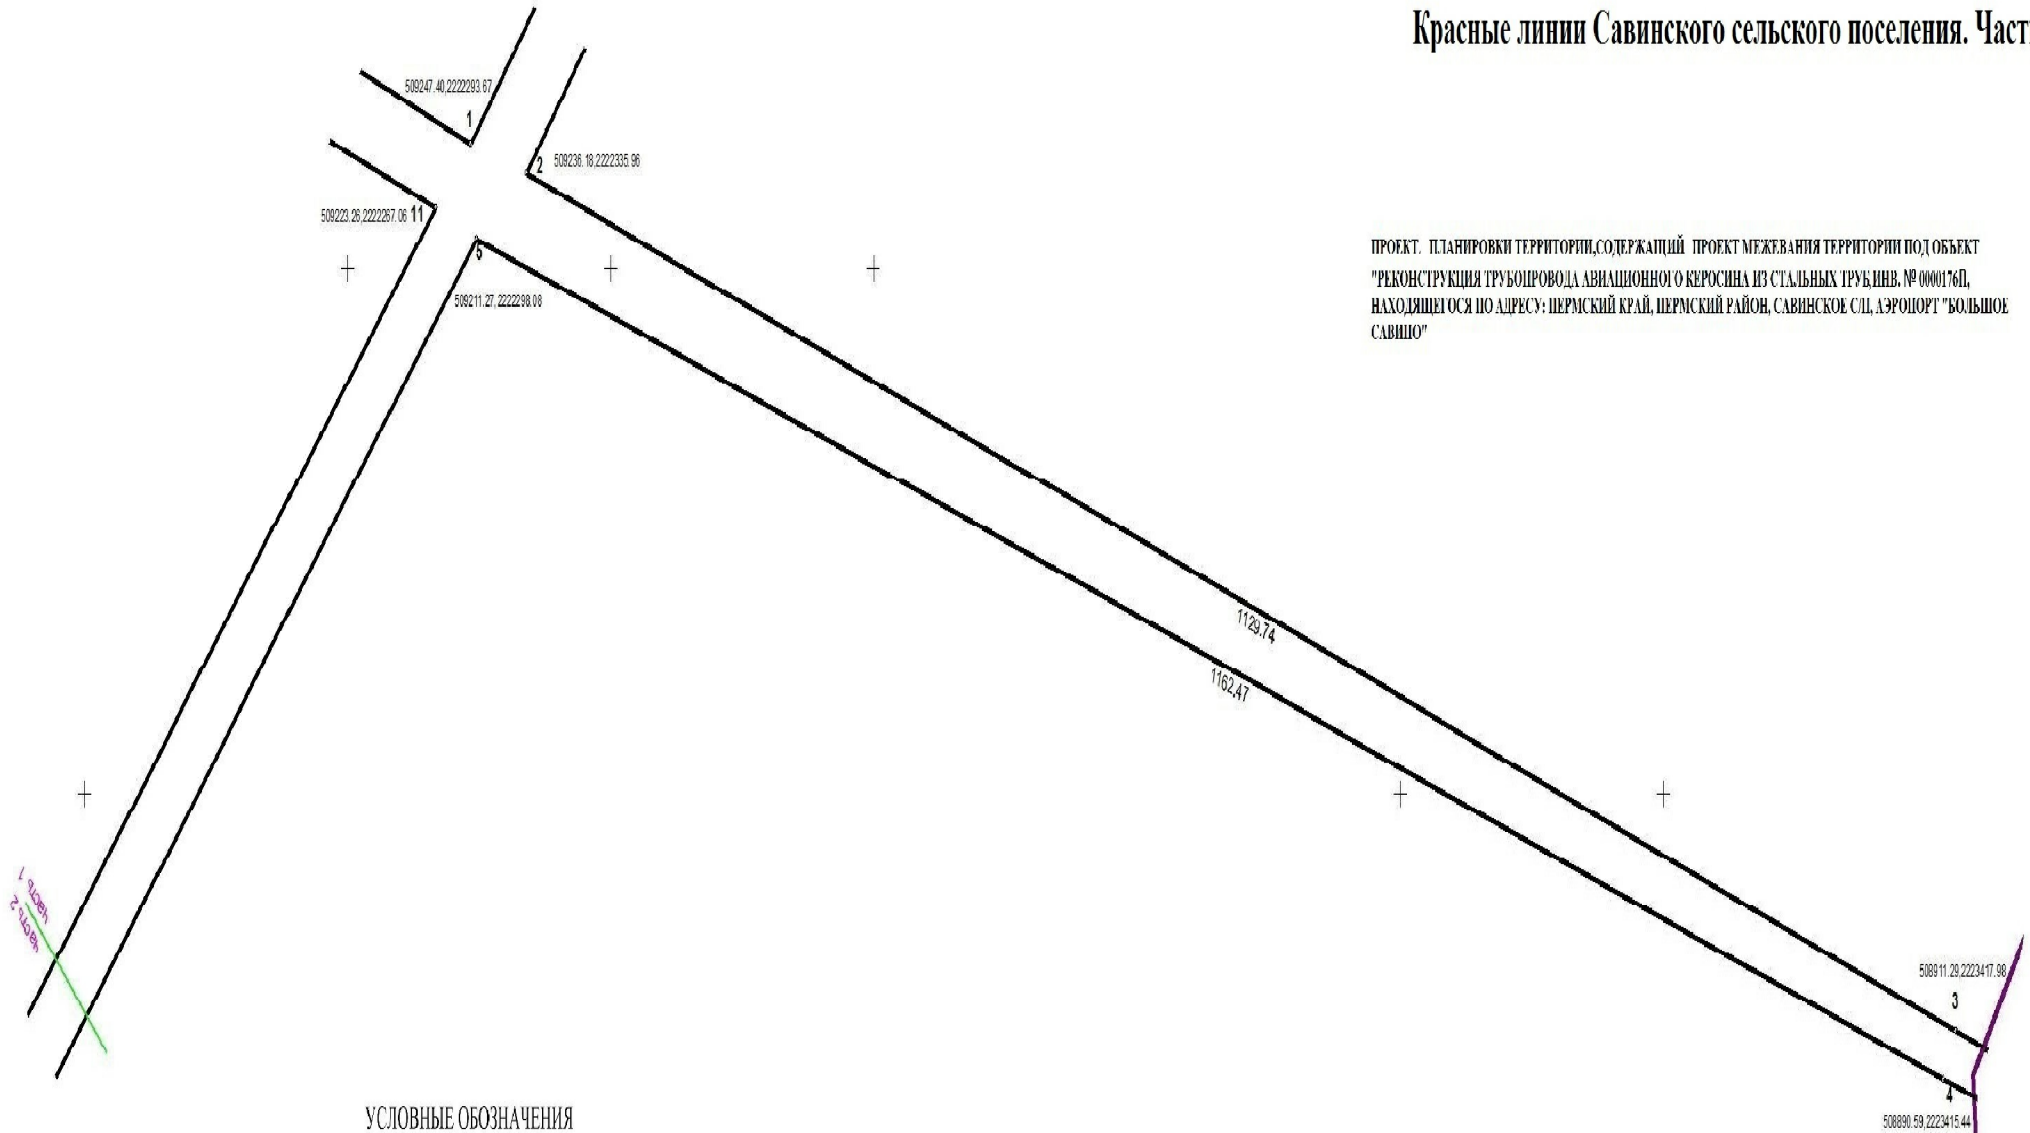 Красные линии Савинского сельского поселения. Част
509247.40,2222293.67
1
2
509236.18,2222335.96
509223.26,2222267.06
11
5
509211.27, 2222298.08
ПРОЕКТ. ПЛАНИРОВКИ ТЕРРИТОРИИ,СОДЕРЖАЩИЙ ПРОЕКТ МЕЖЕВАНИЯ ТЕРРИТОРИИ ПОД ОБЪЕКТ
"РЕКОНСТРУКЦИЯ ТРУБОПРОВОДА АВИАЦИОННОГО КЕРОСИНА ИЗ СТАЛЬНЫХ ТРУБ,ИНВ. № 0000176П,
НАХОДЯЩЕГОСЯ ПО АДРЕСУ: ПЕРМСКИЙ КРАЙ, ПЕРМСКИЙ РАЙОН, САВИНСКОЕ С/П, АЭРОПОРТ "БОЛЬШОЕ
САВИНО"
1129.74
1162.47
часть 1
часть 2
508911.29,2223417.98
3
4
508890.59,2223415.44
УСЛОВНЫЕ ОБОЗНАЧЕНИЯ